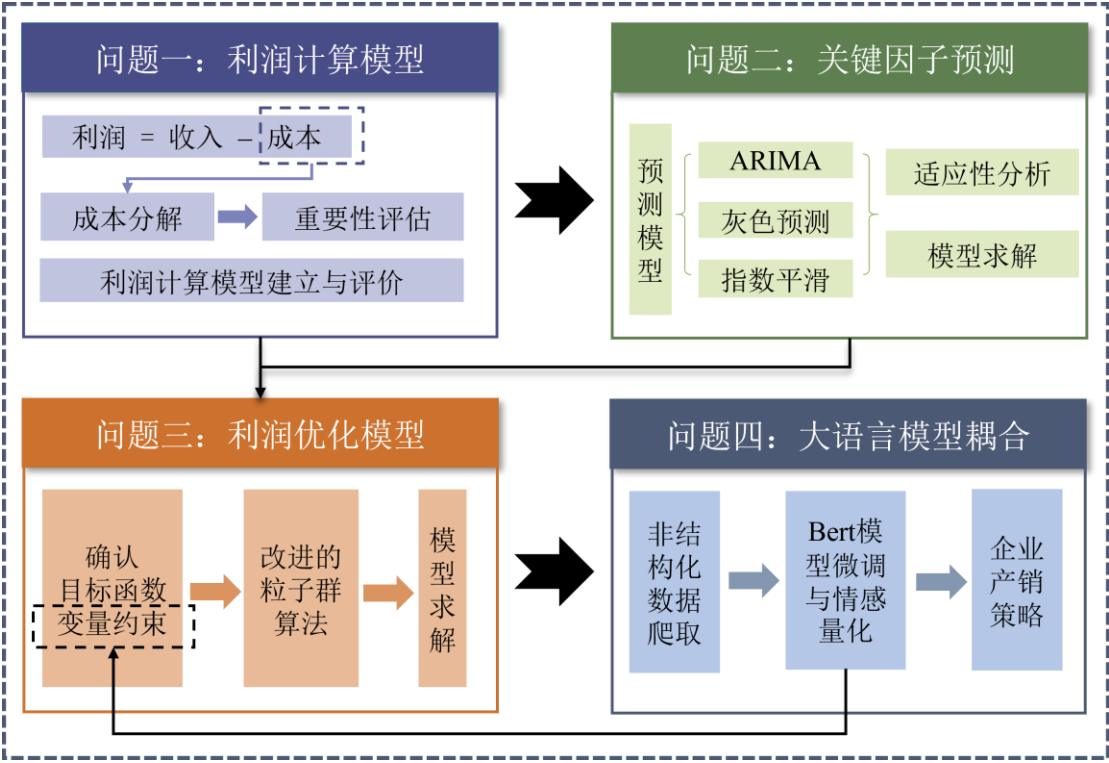 问题一：利润计算模型
利润 = 收入 – 成本
成本分解
重要性评估
利润计算模型建立与评价
问题二：关键因子预测
预
测
模
型
ARIMA
灰色预测
指数平滑
适应性分析
模型求解
问题三：利润优化模型
确认
目标函数
变量约束
改进的
粒子群
算法
模
型
求
解
问题四：大语言模型耦合
非结
构化
数据
爬取
Bert模
型微调
与情感
量化
企业
产销
策略